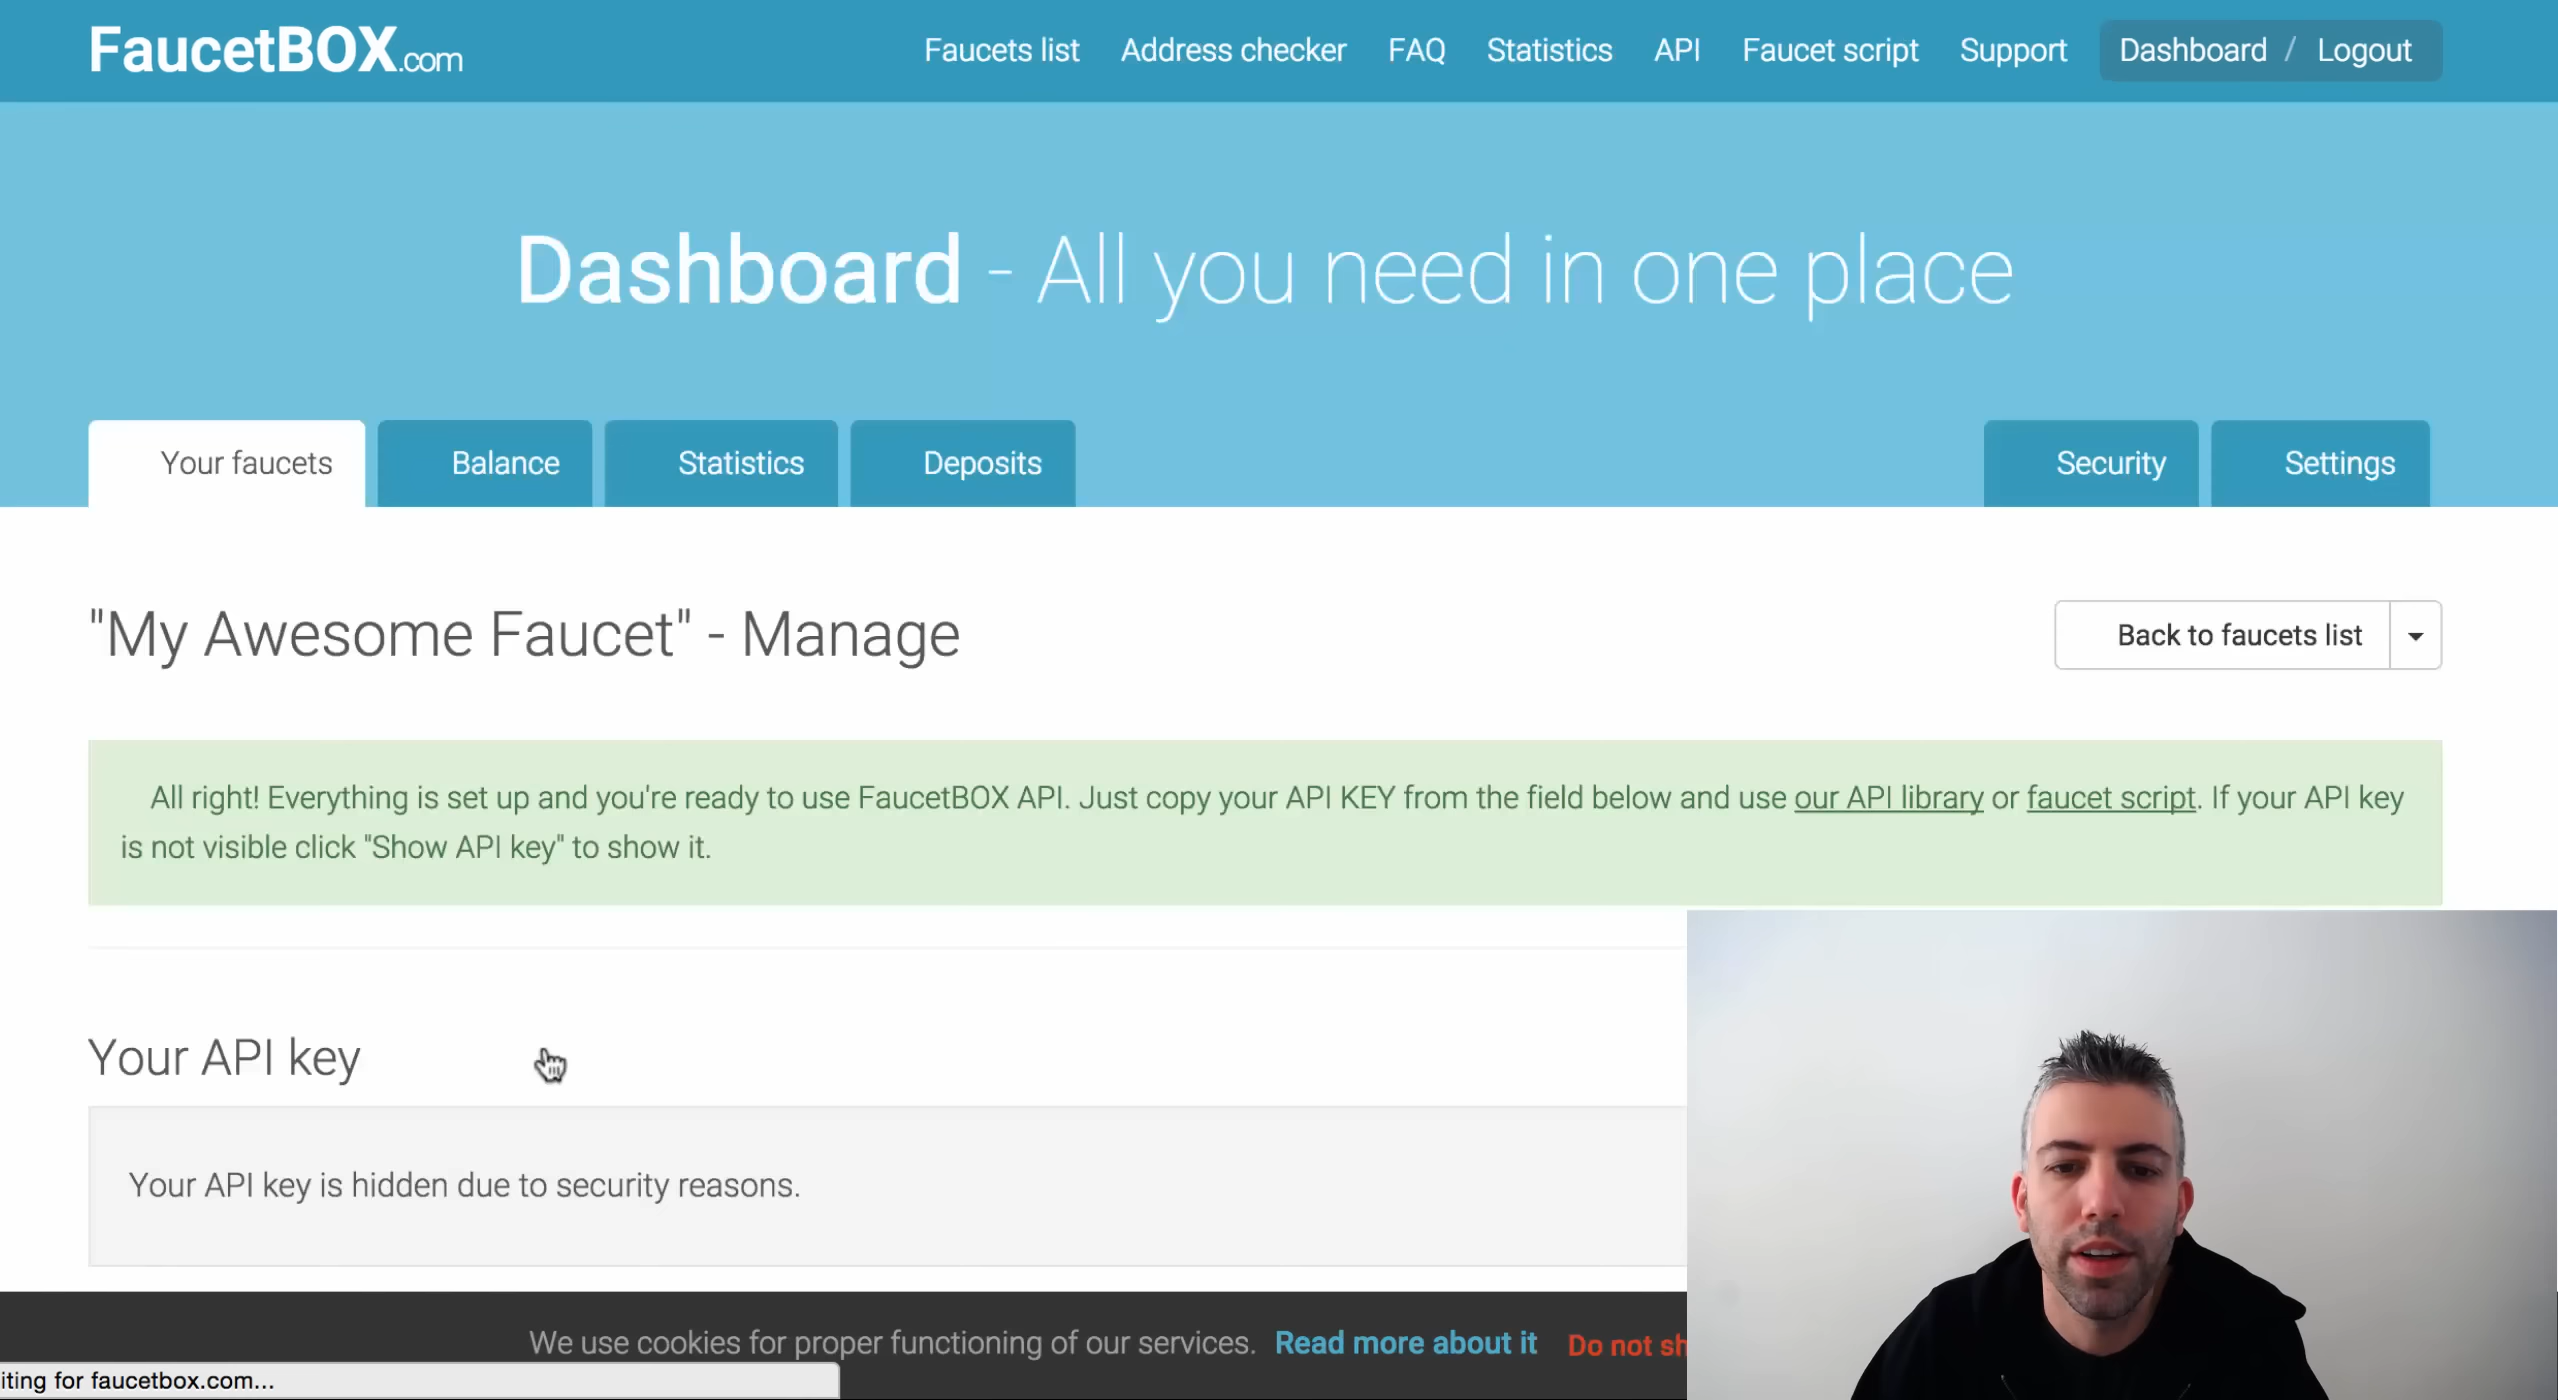 FaucetBOX.com
Faucets list Address checker FAQ Statistics API Faucet script Support Dashboard / Logout
Dashboard - All you need in one place
Your faucets Balance Statistics Deposits Security Settings
"My Awesome Faucet" - Manage
Back to faucets list
All right! Everything is set up and you're ready to use FaucetBOX API. Just copy your API KEY from the field below and use our API library or faucet script. If your API key
is not visible click "Show API key" to show it.
Your API key
Your API key is hidden due to security reasons.
We use cookies for proper functioning of our services. Read more about it Do not sh
iting for faucetbox.com...